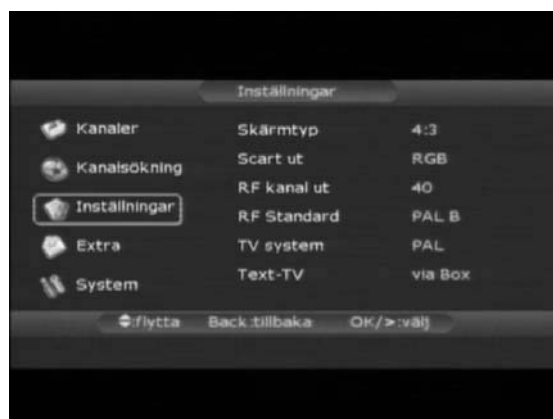 Inställningar
Kanaler
Kanalsökning
Inställningar
Extra
System
Skärmtyp 4:3
Scart ut RGB
RF kanal ut 40
RF Standard PAL B
TV system PAL
Text-TV via Box
:flytta Back:tillbaka OK/>:välj